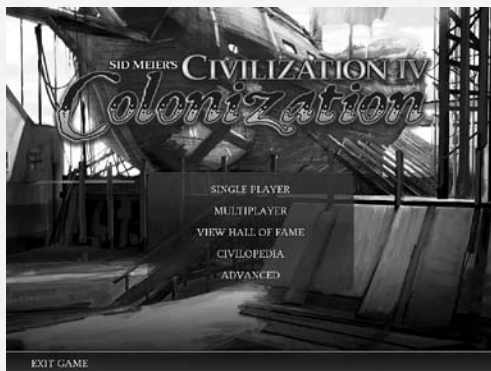 SID MEIER'S CIVILIZATION IV
Colonization
SINGLE PLAYER
MULTIPLAYER
VIEW HALL OF FAME
CIVILOPEDIA
ADVANCED
EXIT GAME